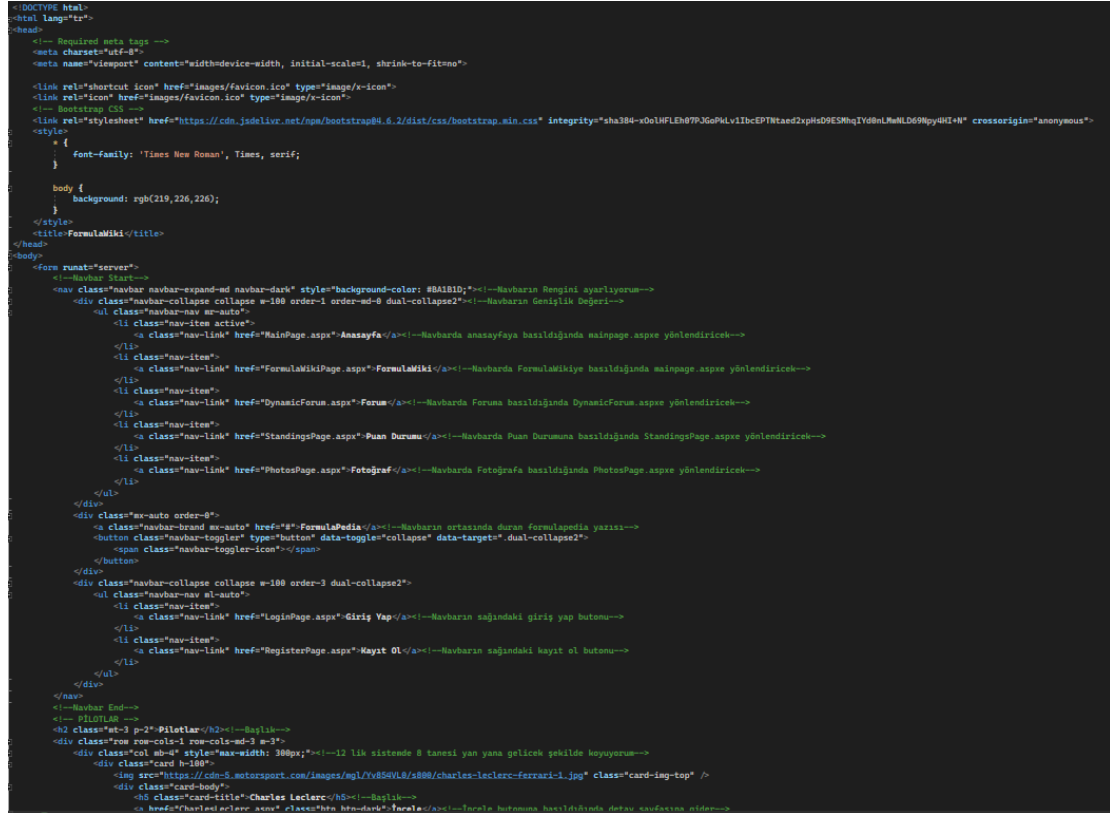 <!DOCTYPE html>
<html lang="tr">
<head>
<!-- Required meta tags -->
<meta charset="utf-8">
<meta name="viewport" content="width=device-width, initial-scale=1, shrink-to-fit=no">
<link rel="shortcut icon" href="images/favicon.ico" type="image/x-icon">
<link rel="icon" href="images/favicon.ico" type="image/x-icon">
<!-- Bootstrap CSS -->
<link rel="stylesheet" href="https://cdn.jsdelivr.net/npm/bootstrap@4.6.2/dist/css/bootstrap.min.css" integrity="sha384-xOolHFLEh07PJGoPkLv1IbcEPTNtaed2xpHsD9ESMhqIYd0nLMwNLD69Npy4HI+N" crossorigin="anonymous">
<style>
* {
font-family: 'Times New Roman', Times, serif;
}
body {
background: rgb(219,226,226);
}
</style>
<title>FormulaWiki</title>
</head>
<body>
<form runat="server">
<!--Navbar Start-->
<nav class="navbar navbar-expand-md navbar-dark" style="background-color: #BA1B1D;"><!--Navbarın Rengini ayarlıyorum-->
<div class="navbar-collapse collapse w-100 order-1 order-md-0 dual-collapse2"><!--Navbarın Genişlik Değeri-->
<ul class="navbar-nav mr-auto">
<li class="nav-item active">
<a class="nav-link" href="MainPage.aspx">Anasayfa</a><!--Navbarda anasayfaya basıldığında mainpage.aspxe yönlendiricek-->
</li>
<li class="nav-item">
<a class="nav-link" href="FormulaWikiPage.aspx">FormulaWiki</a><!--Navbarda FormulaWikiye basıldığında mainpage.aspxe yönlendiricek-->
</li>
<li class="nav-item">
<a class="nav-link" href="DynamicForum.aspx">Forum</a><!--Navbarda Foruma basıldığında DynamicForum.aspxe yönlendiricek-->
</li>
<li class="nav-item">
<a class="nav-link" href="StandingsPage.aspx">Puan Durumu</a><!--Navbarda Puan Durumuna basıldığında StandingsPage.aspxe yönlendiricek-->
</li>
<li class="nav-item">
<a class="nav-link" href="PhotosPage.aspx">Fotoğraf</a><!--Navbarda Fotoğrafa basıldığında PhotosPage.aspxe yönlendiricek-->
</li>
</ul>
</div>
<div class="mx-auto order-0">
<a class="navbar-brand mx-auto" href="#">FormulaPedia</a><!--Navbarın ortasında duran formulapedia yazısı-->
<button class="navbar-toggler" type="button" data-toggle="collapse" data-target=".dual-collapse2">
<span class="navbar-toggler-icon"></span>
</button>
</div>
<div class="navbar-collapse collapse w-100 order-3 dual-collapse2">
<ul class="navbar-nav ml-auto">
<li class="nav-item">
<a class="nav-link" href="LoginPage.aspx">Giriş Yap</a><!--Navbarın sağındaki giriş yap butonu-->
</li>
<li class="nav-item">
<a class="nav-link" href="RegisterPage.aspx">Kayıt Ol</a><!--Navbarın sağındaki kayıt ol butonu-->
</li>
</ul>
</div>
</nav>
<!--Navbar End-->
<!-- PİLOTLAR -->
<h2 class="mt-3 p-2">Pilotlar</h2><!--Başlık-->
<div class="row row-cols-1 row-cols-md-3 m-3">
<div class="col mb-4" style="max-width: 300px;"><!--12 lik sistemde 8 tanesi yan yana gelicek şekilde koyuyorum-->
<div class="card h-100">
<img src="https://cdn-5.motorsport.com/images/mgl/Yv8S4VL0/s800/charles-leclerc-ferrari-1.jpg" class="card-img-top" />
<div class="card-body">
<h5 class="card-title">Charles Leclerc</h5><!--Başlık-->
<a href="CharlesLeclerc.aspx" class="btn btn-dark">İncele</a><!--İncele butonuna basıldığında detay sayfasına gider-->